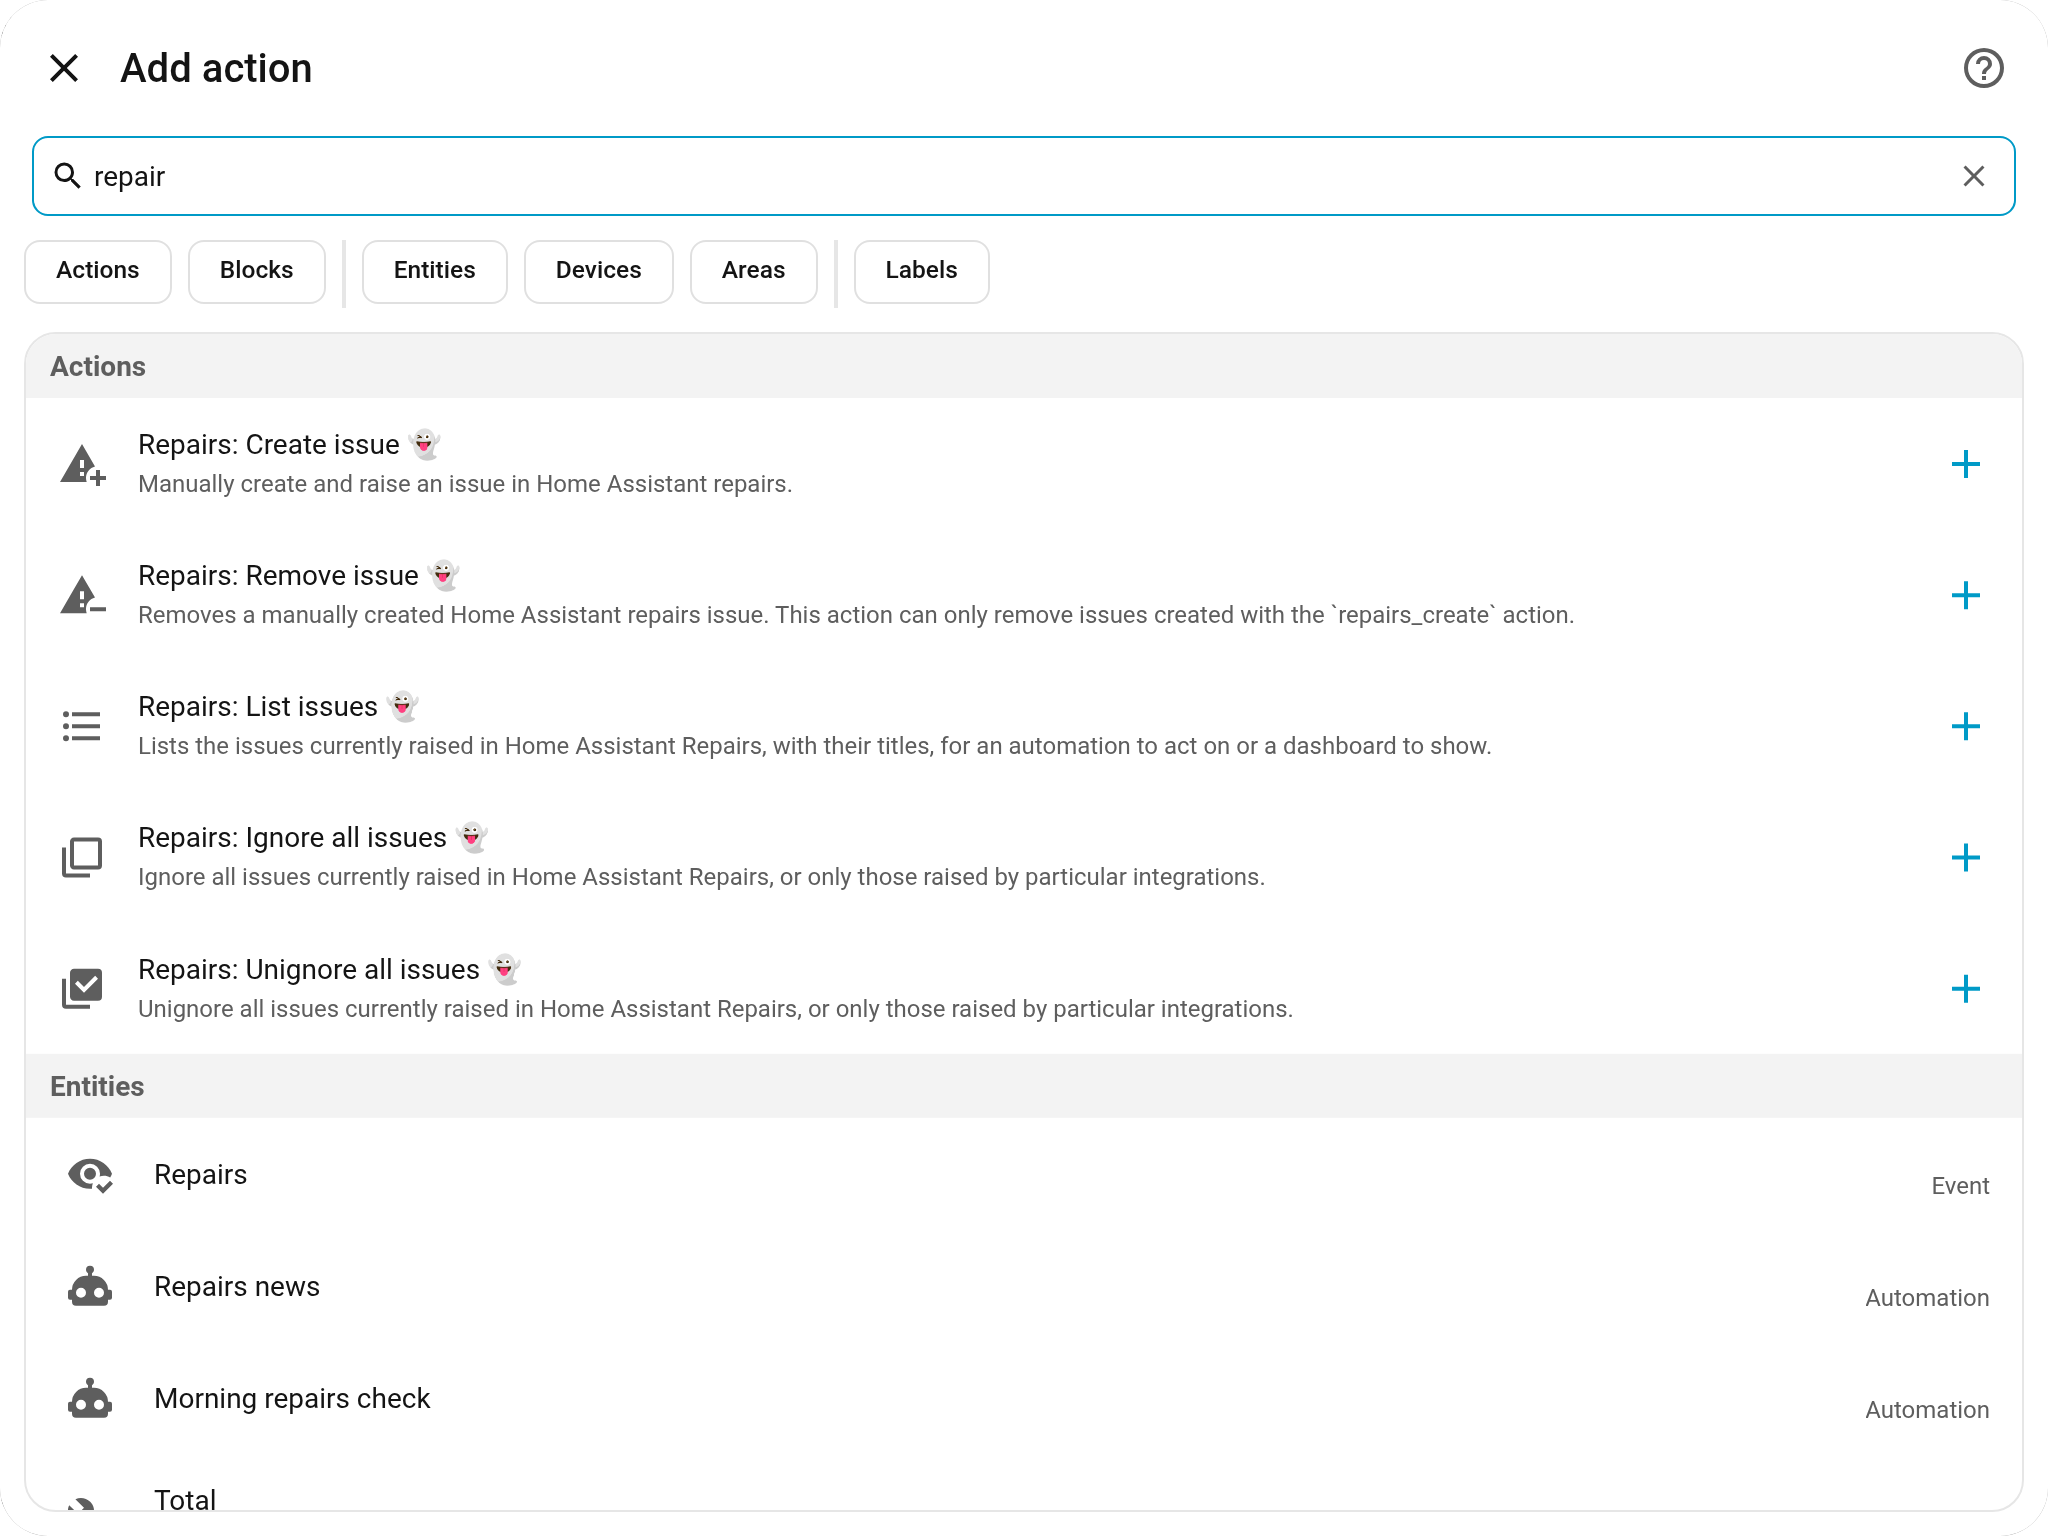 Add action
repair
Actions
Blocks
Entities
Devices
Areas
Labels
Actions
Repairs: Create issue 👻
Manually create and raise an issue in Home Assistant repairs.
Repairs: Remove issue 👻
Removes a manually created Home Assistant repairs issue. This action can only remove issues created with the `repairs_create` action.
Repairs: List issues 👻
Lists the issues currently raised in Home Assistant Repairs, with their titles, for an automation to act on or a dashboard to show.
Repairs: Ignore all issues 👻
Ignore all issues currently raised in Home Assistant Repairs, or only those raised by particular integrations.
Repairs: Unignore all issues 👻
Unignore all issues currently raised in Home Assistant Repairs, or only those raised by particular integrations.
Entities
Repairs
Event
Repairs news
Automation
Morning repairs check
Automation
Total